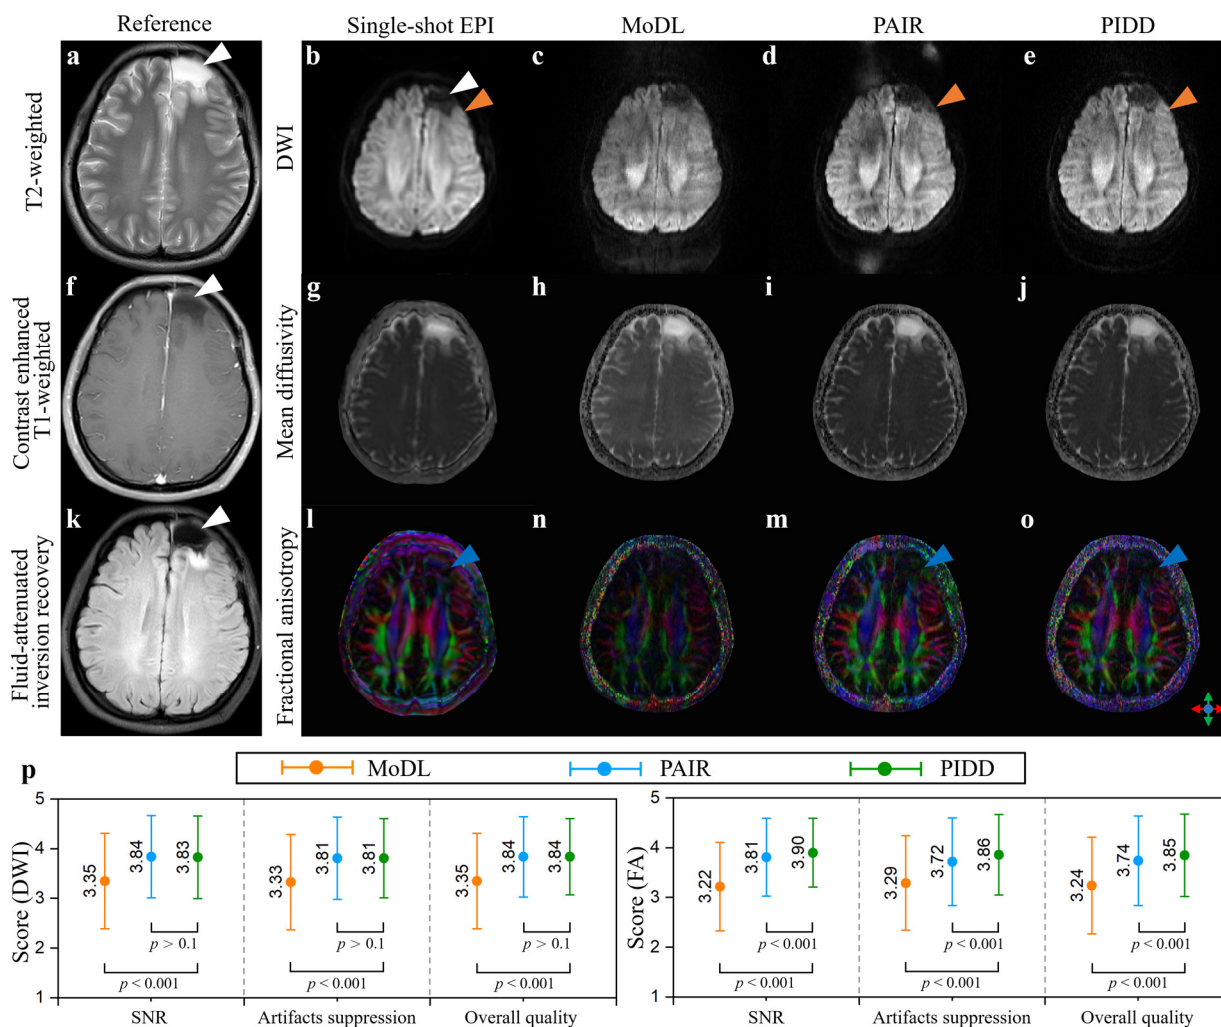 Reference
Single-shot EPI
MoDL
PAIR
PIDD
T2-weighted
a
DWI
b
c
d
e
Contrast enhanced
T1-weighted
f
Mean diffusivity
g
h
i
j
Fluid-attenuated
inversion recovery
k
Fractional anisotropy
l
n
m
o
p
MoDL
PAIR
PIDD
Score (DWI)
5
4
3
2
1
3.35
3.84
3.83
p > 0.1
p < 0.001
SNR
3.33
3.81
3.81
p > 0.1
p < 0.001
Artifacts suppression
3.35
3.84
3.84
p > 0.1
p < 0.001
Overall quality
Score (FA)
5
4
3
2
1
3.22
3.81
3.90
p < 0.001
p < 0.001
SNR
3.29
3.72
3.86
p < 0.001
p < 0.001
Artifacts suppression
3.24
3.74
3.85
p < 0.001
p < 0.001
Overall quality